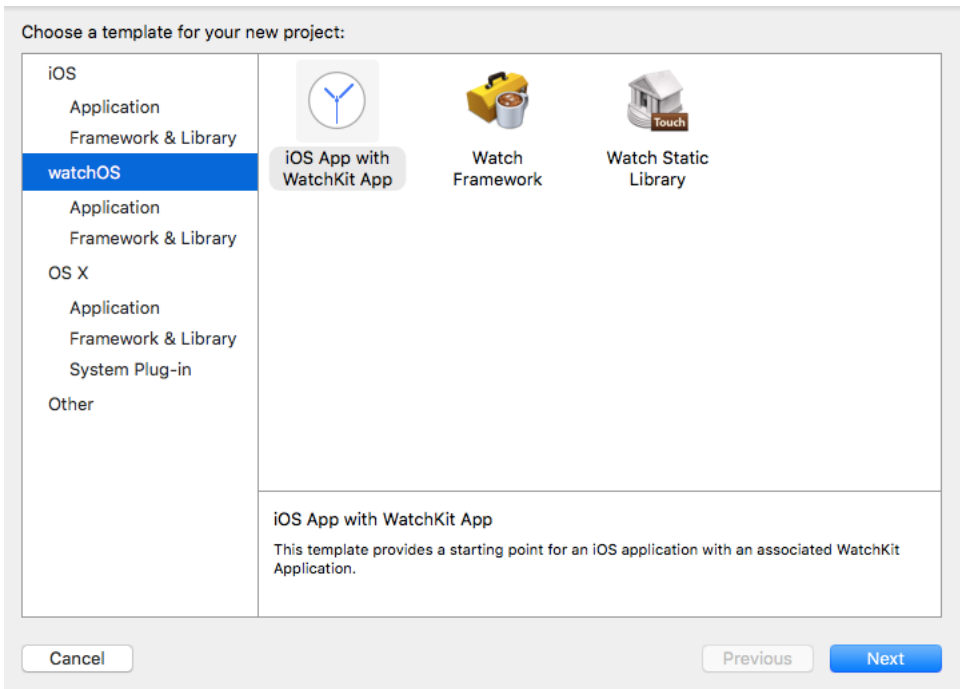 Choose a template for your new project:
iOS
Application
Framework & Library
watchOS
Application
Framework & Library
OS X
Application
Framework & Library
System Plug-in
Other
iOS App with
WatchKit App
Watch
Framework
Touch
Watch Static
Library
iOS App with WatchKit App
This template provides a starting point for an iOS application with an associated WatchKit
Application.
Cancel
Previous
Next